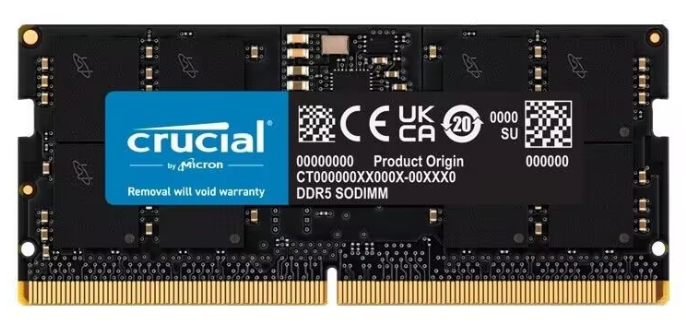 crucial
by Micron
Removal will void warranty
CE UK CA 20 0000 SU
00000000 Product Origin 000000
CT000000XX000X-00XXX0
DDR5 SODIMM